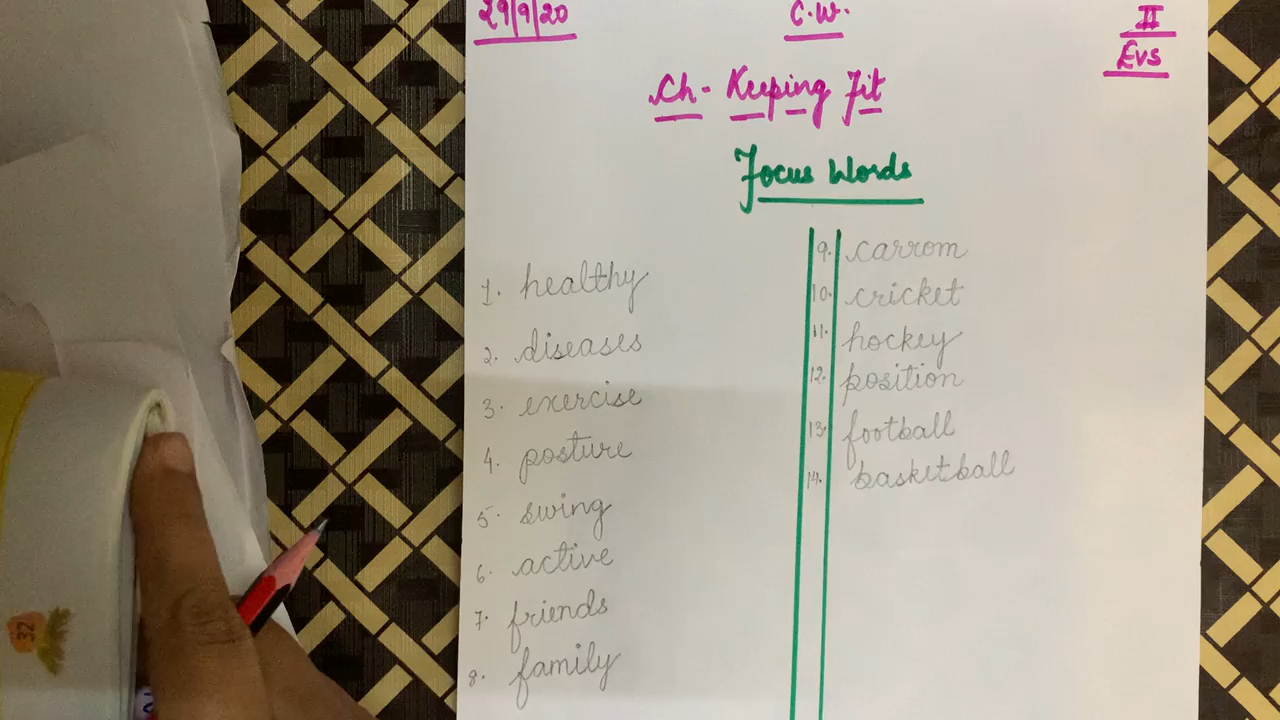 29/9/20 C.W. II
Evs
Ch- Keeping Fit
Focus Words
1. healthy
2. diseases
3. exercise
4. posture
5. swing
6. active
7. friends
8. family
9. carrom
10. cricket
11. hockey
12. position
13. football
14. basketball
32